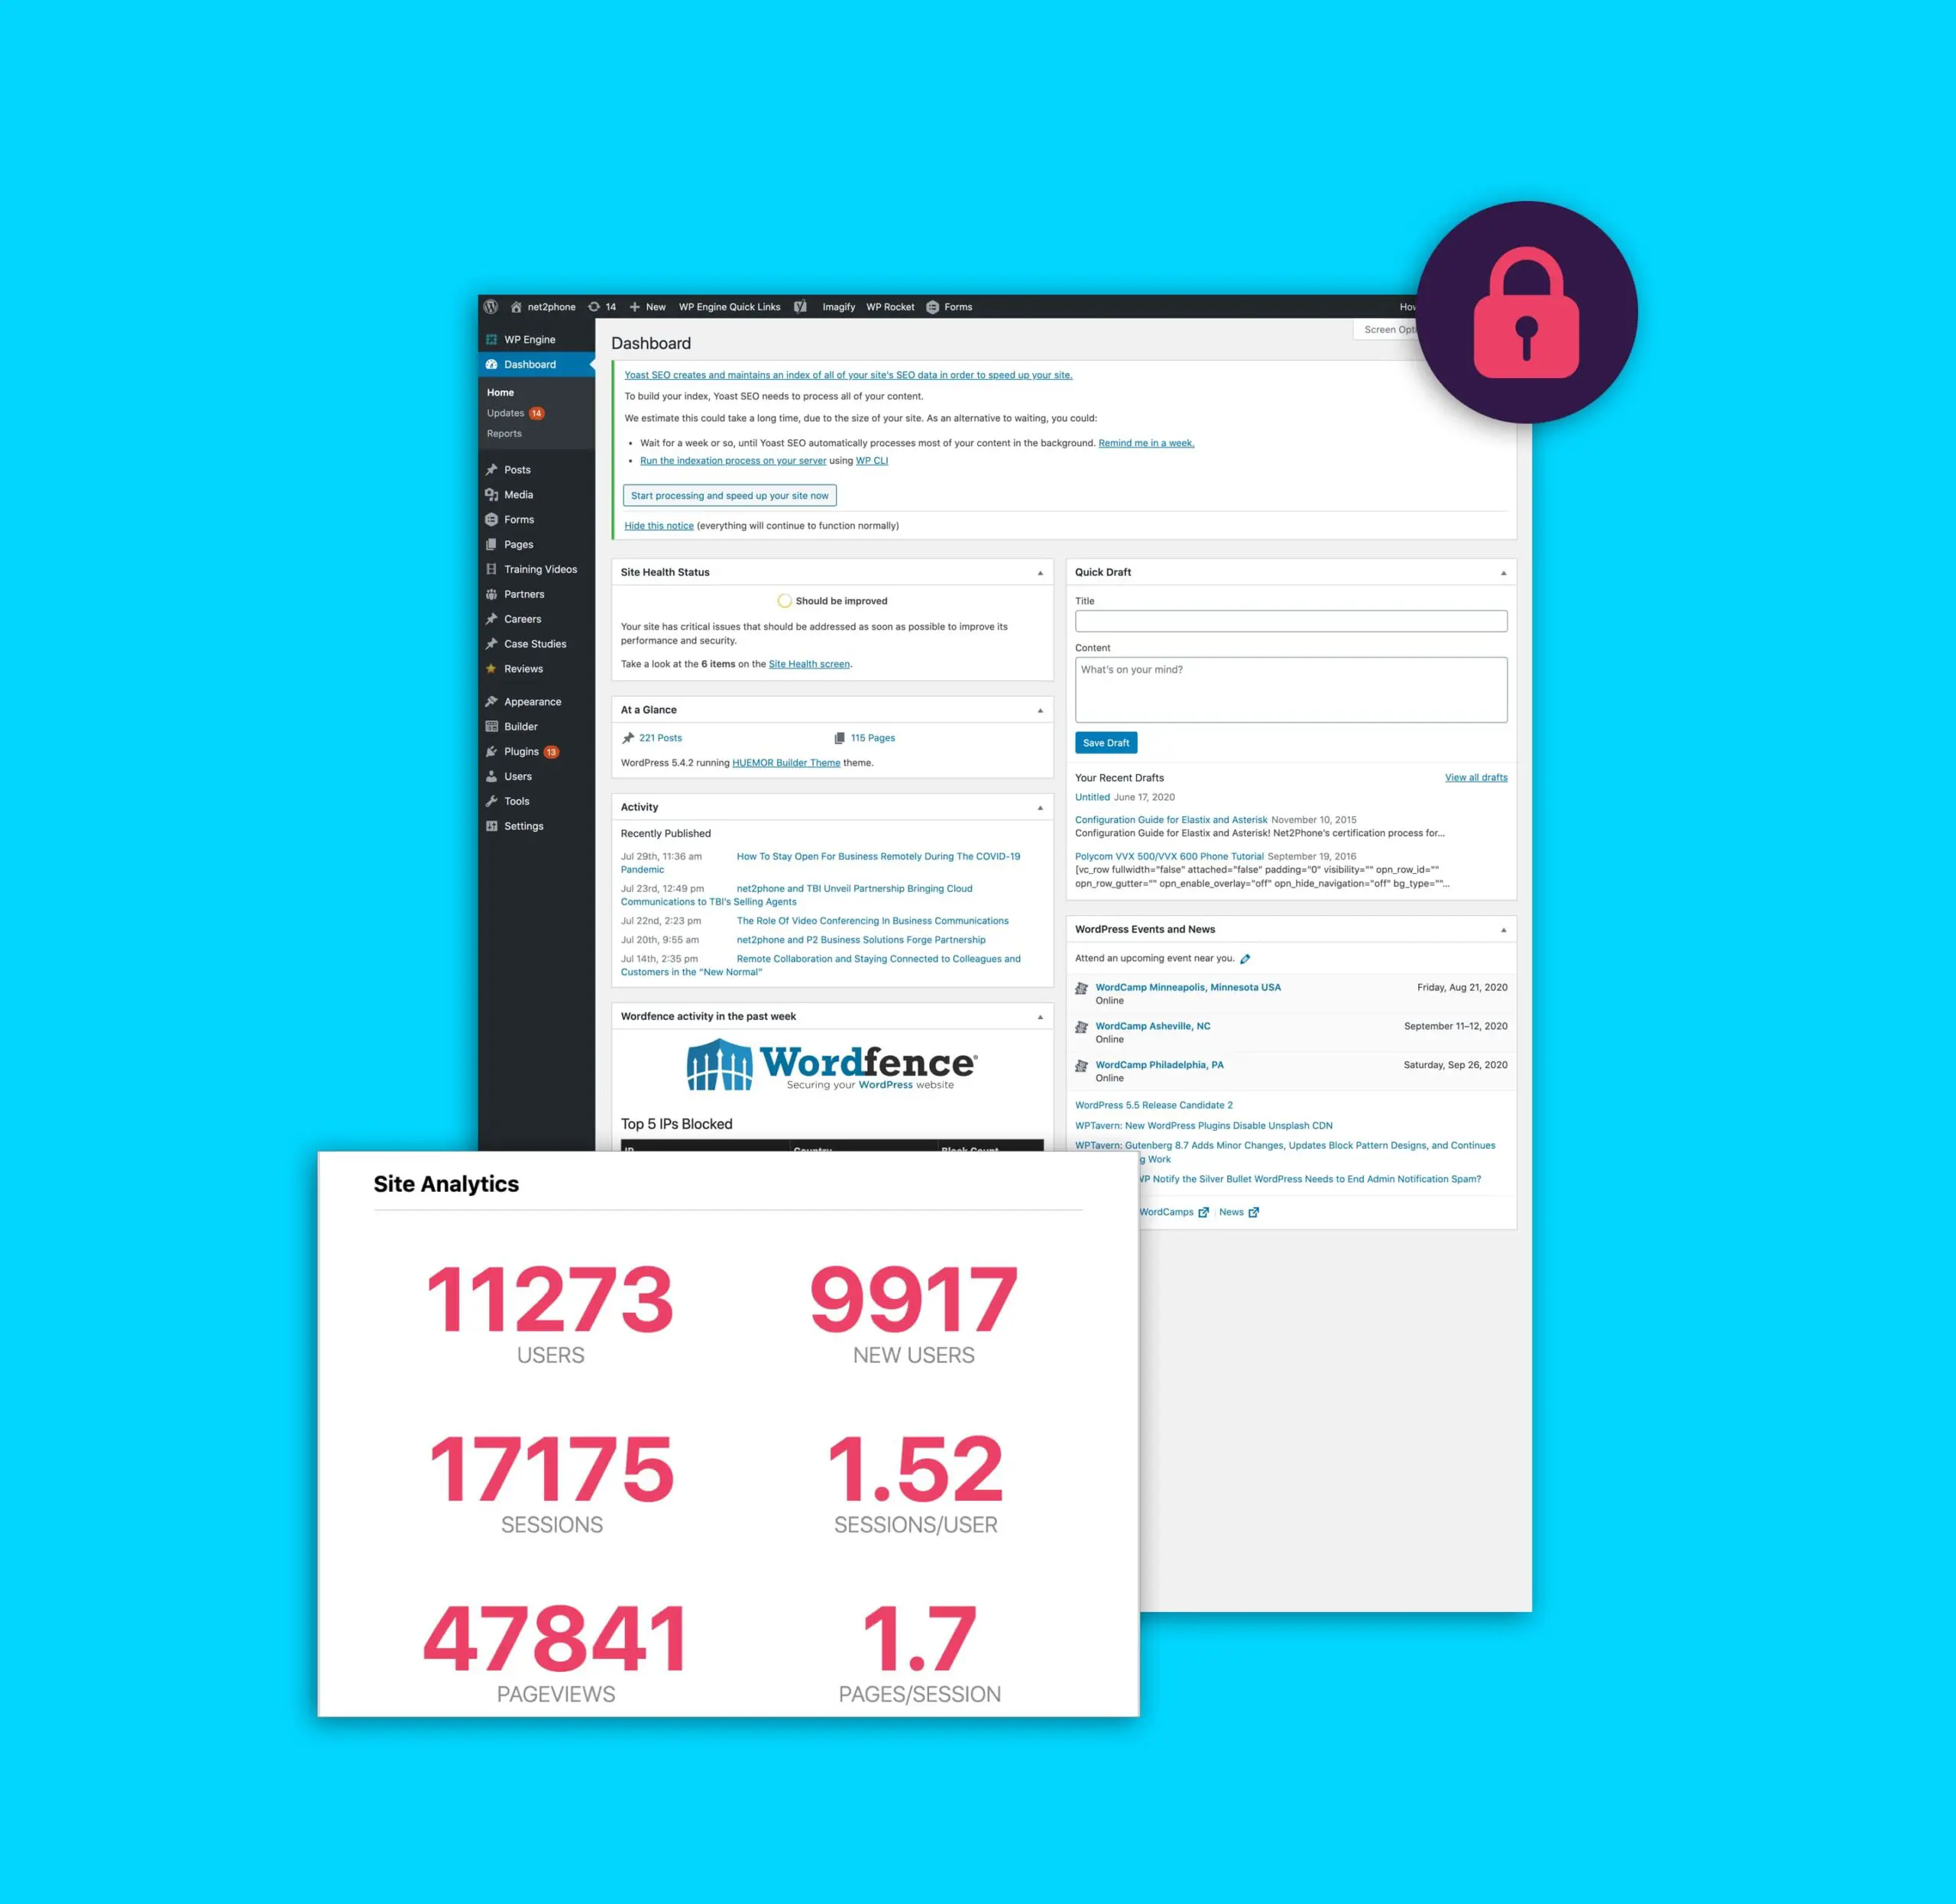 net2phone 14 New WP Engine Quick Links Imagify WP Rocket Forms
WP Engine
Dashboard
Home
Updates 14
Reports
Posts
Media
Forms
Pages
Training Videos
Partners
Careers
Case Studies
Reviews
Appearance
Builder
Plugins 13
Users
Tools
Settings
Dashboard
Screen
Yoast SEO creates and maintains an index of all of your site's SEO data in order to speed up your site.
To build your index, Yoast SEO needs to process all of your content.
We estimate this could take a long time, due to the size of your site. As an alternative to waiting, you could:
• Wait for a week or so, until Yoast SEO automatically processes most of your content in the background. Remind me in a week.
• Run the indexation process on your server using WP CLI
Start processing and speed up your site now
Hide this notice (everything will continue to function normally)
Site Health Status
Should be improved
Your site has critical issues that should be addressed as soon as possible to improve its
performance and security.
Take a look at the 6 items on the Site Health screen.
At a Glance
221 Posts 115 Pages
WordPress 5.4.2 running HUEMOR Builder Theme theme.
Activity
Recently Published
Jul 29th, 11:36 am How To Stay Open For Business Remotely During The COVID-19
Pandemic
Jul 23rd, 12:49 pm net2phone and TBI Unveil Partnership Bringing Cloud
Communications to TBI's Selling Agents
Jul 22nd, 2:23 pm The Role Of Video Conferencing In Business Communications
Jul 20th, 9:55 am net2phone and P2 Business Solutions Forge Partnership
Jul 14th, 2:35 pm Remote Collaboration and Staying Connected to Colleagues and
Customers in the "New Normal"
Wordfence activity in the past week
Wordfence®
Securing your WordPress website
Top 5 IPs Blocked
IP Country Block Count
Quick Draft
Title
Content
What's on your mind?
Save Draft
Your Recent Drafts View all drafts
Untitled June 17, 2020
Configuration Guide for Elastix and Asterisk November 10, 2015
Configuration Guide for Elastix and Asterisk! Net2Phone's certification process for…
Polycom VVX 500/VVX 600 Phone Tutorial September 19, 2016
[vc_row fullwidth="false" attached="false" padding="0" visibility="" opn_row_id=""
opn_row_gutter="" opn_enable_overlay="off" opn_hide_navigation="off" bg_type=""…
WordPress Events and News
Attend an upcoming event near you.
WordCamp Minneapolis, Minnesota USA Friday, Aug 21, 2020
Online
WordCamp Asheville, NC September 11–12, 2020
Online
WordCamp Philadelphia, PA Saturday, Sep 26, 2020
Online
WordPress 5.5 Release Candidate 2
WPTavern: New WordPress Plugins Disable Unsplash CDN
WPTavern: Gutenberg 8.7 Adds Minor Changes, Updates Block Pattern Designs, and Continues
Work
Notify the Silver Bullet WordPress Needs to End Admin Notification Spam?
WordCamps News
Site Analytics
11273 9917
USERS NEW USERS
17175 1.52
SESSIONS SESSIONS/USER
47841 1.7
PAGEVIEWS PAGES/SESSION